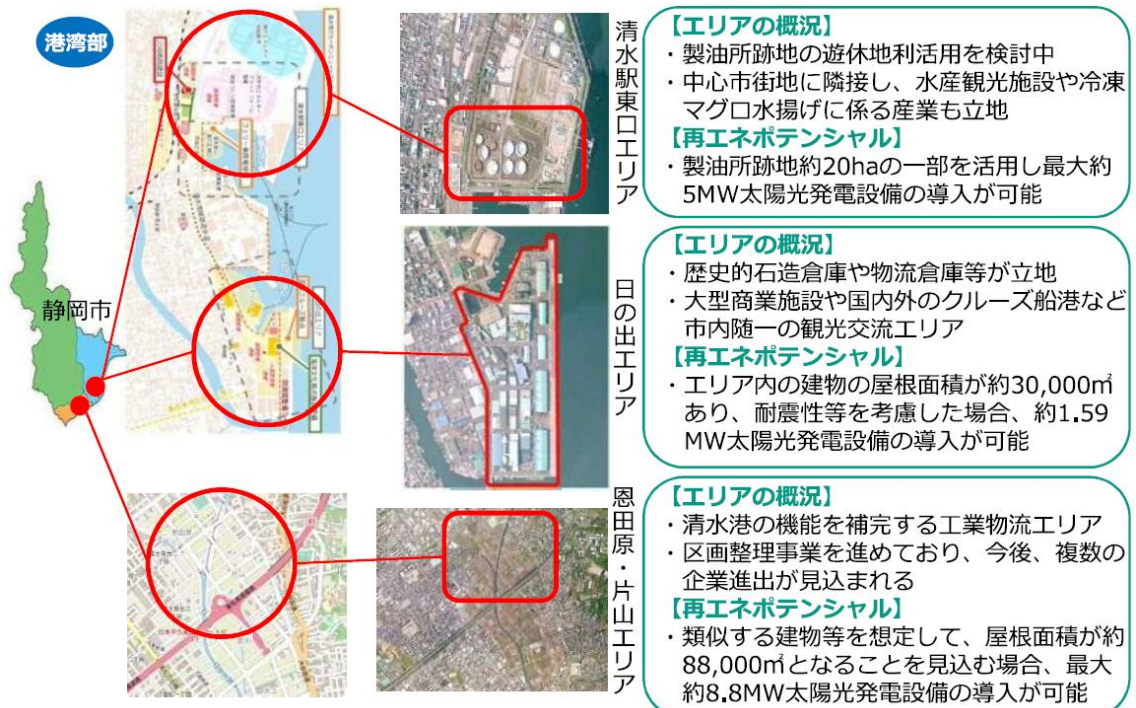 港湾部
静岡市
清水駅東口エリア
【エリアの概況】
・製油所跡地の遊休地利活用を検討中
・中心市街地に隣接し、水産観光施設や冷凍
マグロ水揚げに係る産業も立地
【再エネポテンシャル】
・製油所跡地約20haの一部を活用し最大約
5MW太陽光発電設備の導入が可能
日の出エリア
【エリアの概況】
・歴史的石造倉庫や物流倉庫等が立地
・大型商業施設や国内外のクルーズ船港など
市内随一の観光交流エリア
【再エネポテンシャル】
・エリア内の建物の屋根面積が約30,000㎡
あり、耐震性等を考慮した場合、約1.59
MW太陽光発電設備の導入が可能
恩田原・片山エリア
【エリアの概況】
・清水港の機能を補完する工業物流エリア
・区画整理事業を進めており、今後、複数の
企業進出が見込まれる
【再エネポテンシャル】
・類似する建物等を想定して、屋根面積が約
88,000㎡となることを見込む場合、最大
約8.8MW太陽光発電設備の導入が可能